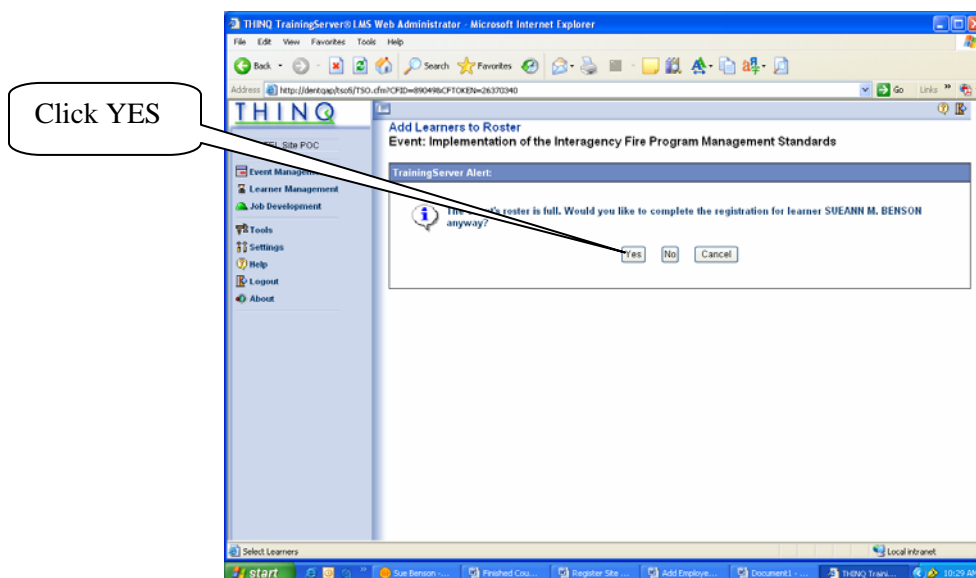 THINQ TrainingServer® LMS Web Administrator - Microsoft Internet Explorer
File Edit View Favorites Tools Help
Back Search Favorites
Address http://identqap/tsofi/TSO.cfm?CFID=89049&CFTOKEN=26370340 Go Links »
Click YES
THINQ
Site POC
Add Learners to Roster
Event: Implementation of the Interagency Fire Program Management Standards
Event Manage
Learner Management
Job Development
Tools
Settings
Help
Logout
About
TrainingServer Alert:
roster is full. Would you like to complete the registration for learner SUEANN M. BENSON
anyway?
Yes No Cancel
Select Learners Local intranet
start Sue Benson -... Finished Cou... Register Site ... Add Employe... Document1 - ... THINQ Traini... 10:29 AM